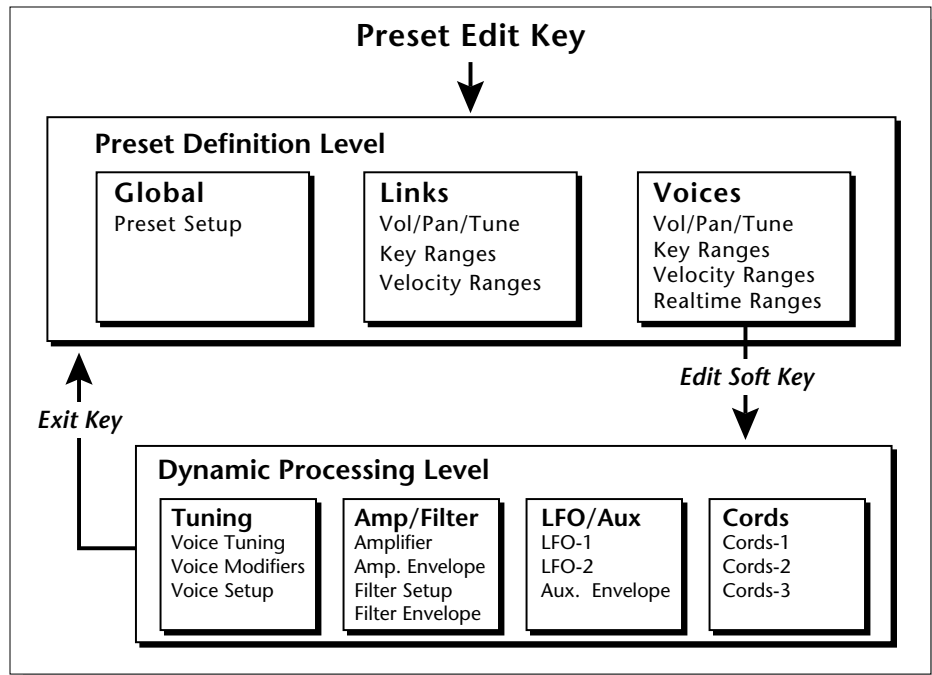 Preset Edit Key
Preset Definition Level
Global
Preset Setup
Links
Vol/Pan/Tune
Key Ranges
Velocity Ranges
Voices
Vol/Pan/Tune
Key Ranges
Velocity Ranges
Realtime Ranges
Edit Soft Key
Exit Key
Dynamic Processing Level
Tuning
Voice Tuning
Voice Modifiers
Voice Setup
Amp/Filter
Amplifier
Amp. Envelope
Filter Setup
Filter Envelope
LFO/Aux
LFO-1
LFO-2
Aux. Envelope
Cords
Cords-1
Cords-2
Cords-3